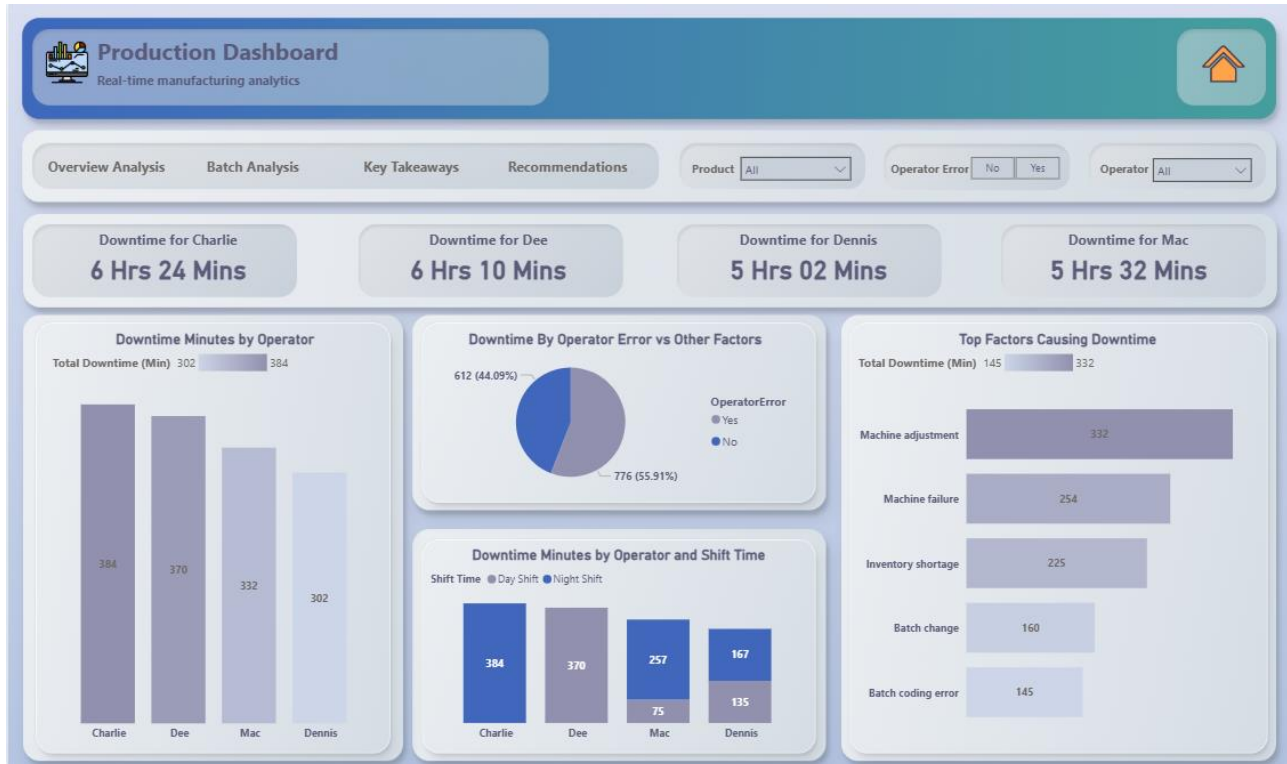 Production Dashboard
Real-time manufacturing analytics
Overview Analysis Batch Analysis Key Takeaways Recommendations Product All Operator Error No Yes Operator All
Downtime for Charlie
6 Hrs 24 Mins
Downtime for Dee
6 Hrs 10 Mins
Downtime for Dennis
5 Hrs 02 Mins
Downtime for Mac
5 Hrs 32 Mins
Downtime Minutes by Operator
Total Downtime (Min) 302 384
384
370
332
302
Charlie Dee Mac Dennis
Downtime By Operator Error vs Other Factors
612 (44.09%)
OperatorError
Yes
No
776 (55.91%)
Downtime Minutes by Operator and Shift Time
Shift Time Day Shift Night Shift
384
370
257
75
167
135
Charlie Dee Mac Dennis
Top Factors Causing Downtime
Total Downtime (Min) 145 332
Machine adjustment 332
Machine failure 254
Inventory shortage 225
Batch change 160
Batch coding error 145